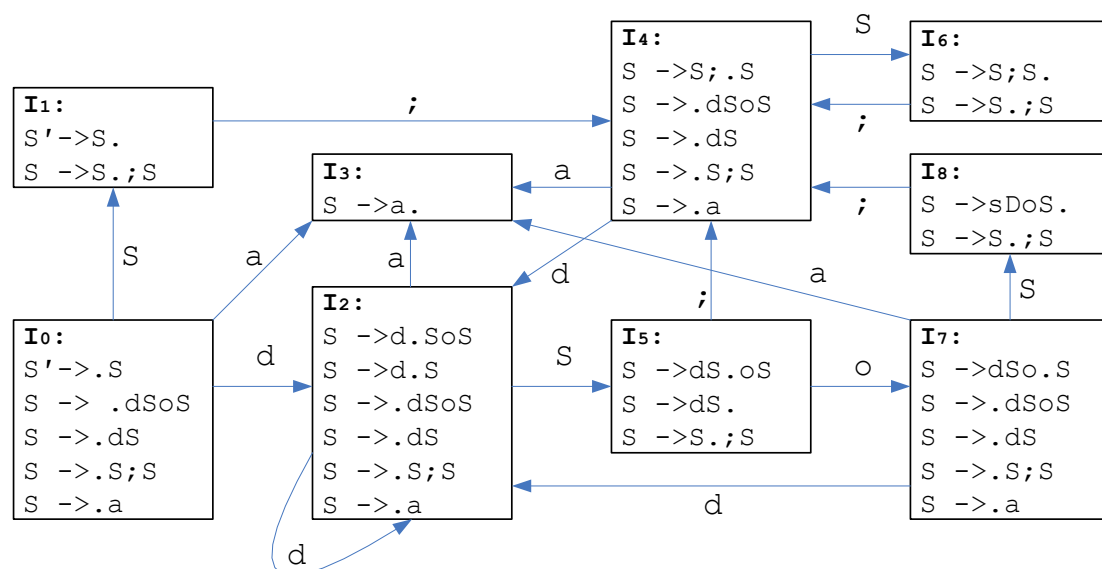 I4:
S ->S;.S
S ->.dSoS
S ->.dS
S ->.S;S
S ->.a
S
;
I6:
S ->S;S.
S ->S.;S
I1:
S'->S.
S ->S.;S
;
I3:
S ->a.
a
I8:
S ->sDoS.
S ->S.;S
;
S
a
a
d
a
S
I0:
S'->.S
S -> .dSoS
S ->.dS
S ->.S;S
S ->.a
d
I2:
S ->d.SoS
S ->d.S
S ->.dSoS
S ->.dS
S ->.S;S
S ->.a
d
S
;
I5:
S ->dS.oS
S ->dS.
S ->S.;S
o
I7:
S ->dSo.S
S ->.dSoS
S ->.dS
S ->.S;S
S ->.a
d